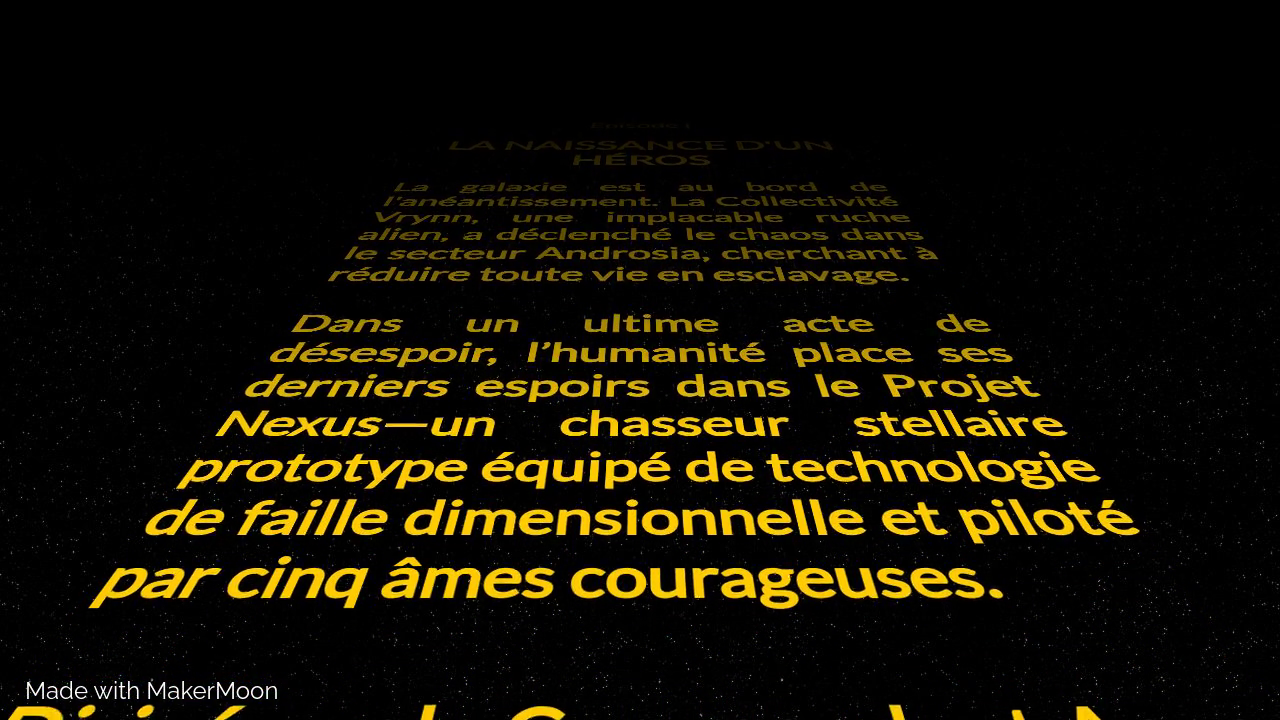 Épisode I
LA NAISSANCE D'UN
HÉROS
La galaxie est au bord de
l'anéantissement. La Collectivité
Vrynn, une implacable ruche
alien, a déclenché le chaos dans
le secteur Androsia, cherchant à
réduire toute vie en esclavage.
Dans un ultime acte de
désespoir, l’humanité place ses
derniers espoirs dans le Projet
Nexus—un chasseur stellaire
prototype équipé de technologie
de faille dimensionnelle et piloté
par cinq âmes courageuses.
Made with MakerMoon